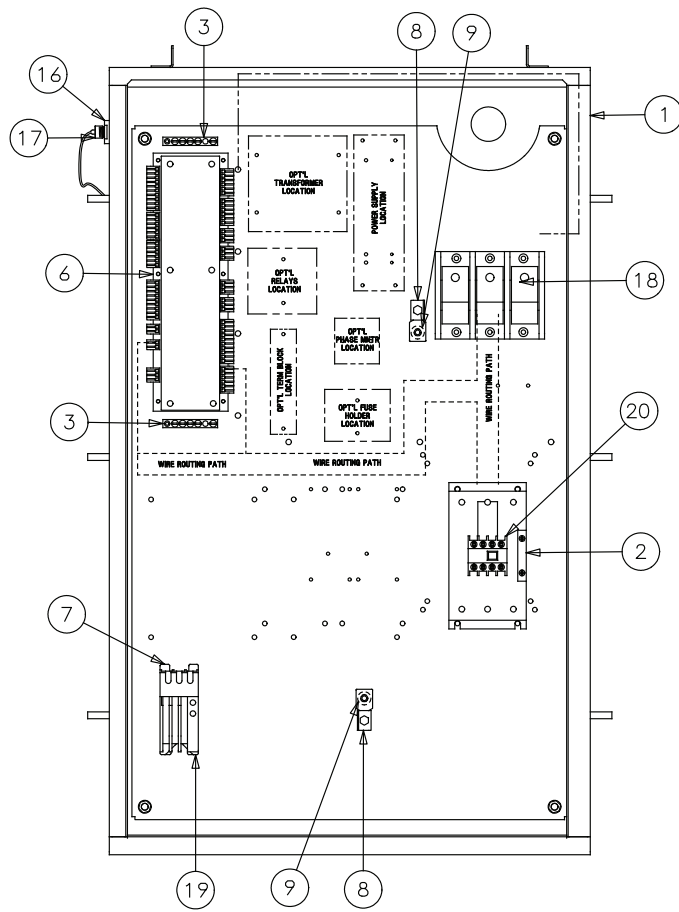 3
8
9
16
1
17
OPT'L
TRANSFORMER
LOCATION
POWER SUPPLY
LOCATION
6
OPT'L
RELAYS
LOCATION
18
OPT'L
PHASE MNTR
LOCATION
OPT'L TERM BLOCK
LOCATION
WIRE ROUTING PATH
OPT'L FUSE
HOLDER
LOCATION
3
20
WIRE ROUTING PATH
WIRE ROUTING PATH
2
7
19
9
8